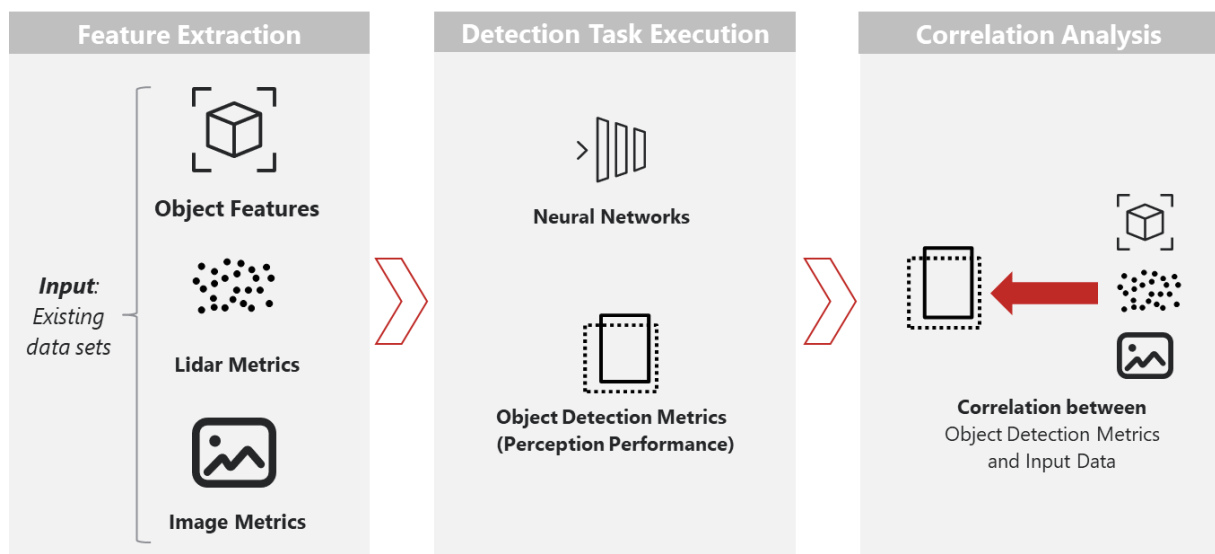 Feature Extraction
Input:
Existing
data sets
Object Features
Lidar Metrics
Image Metrics
Detection Task Execution
Neural Networks
Object Detection Metrics
(Perception Performance)
Correlation Analysis
Correlation between
Object Detection Metrics
and Input Data